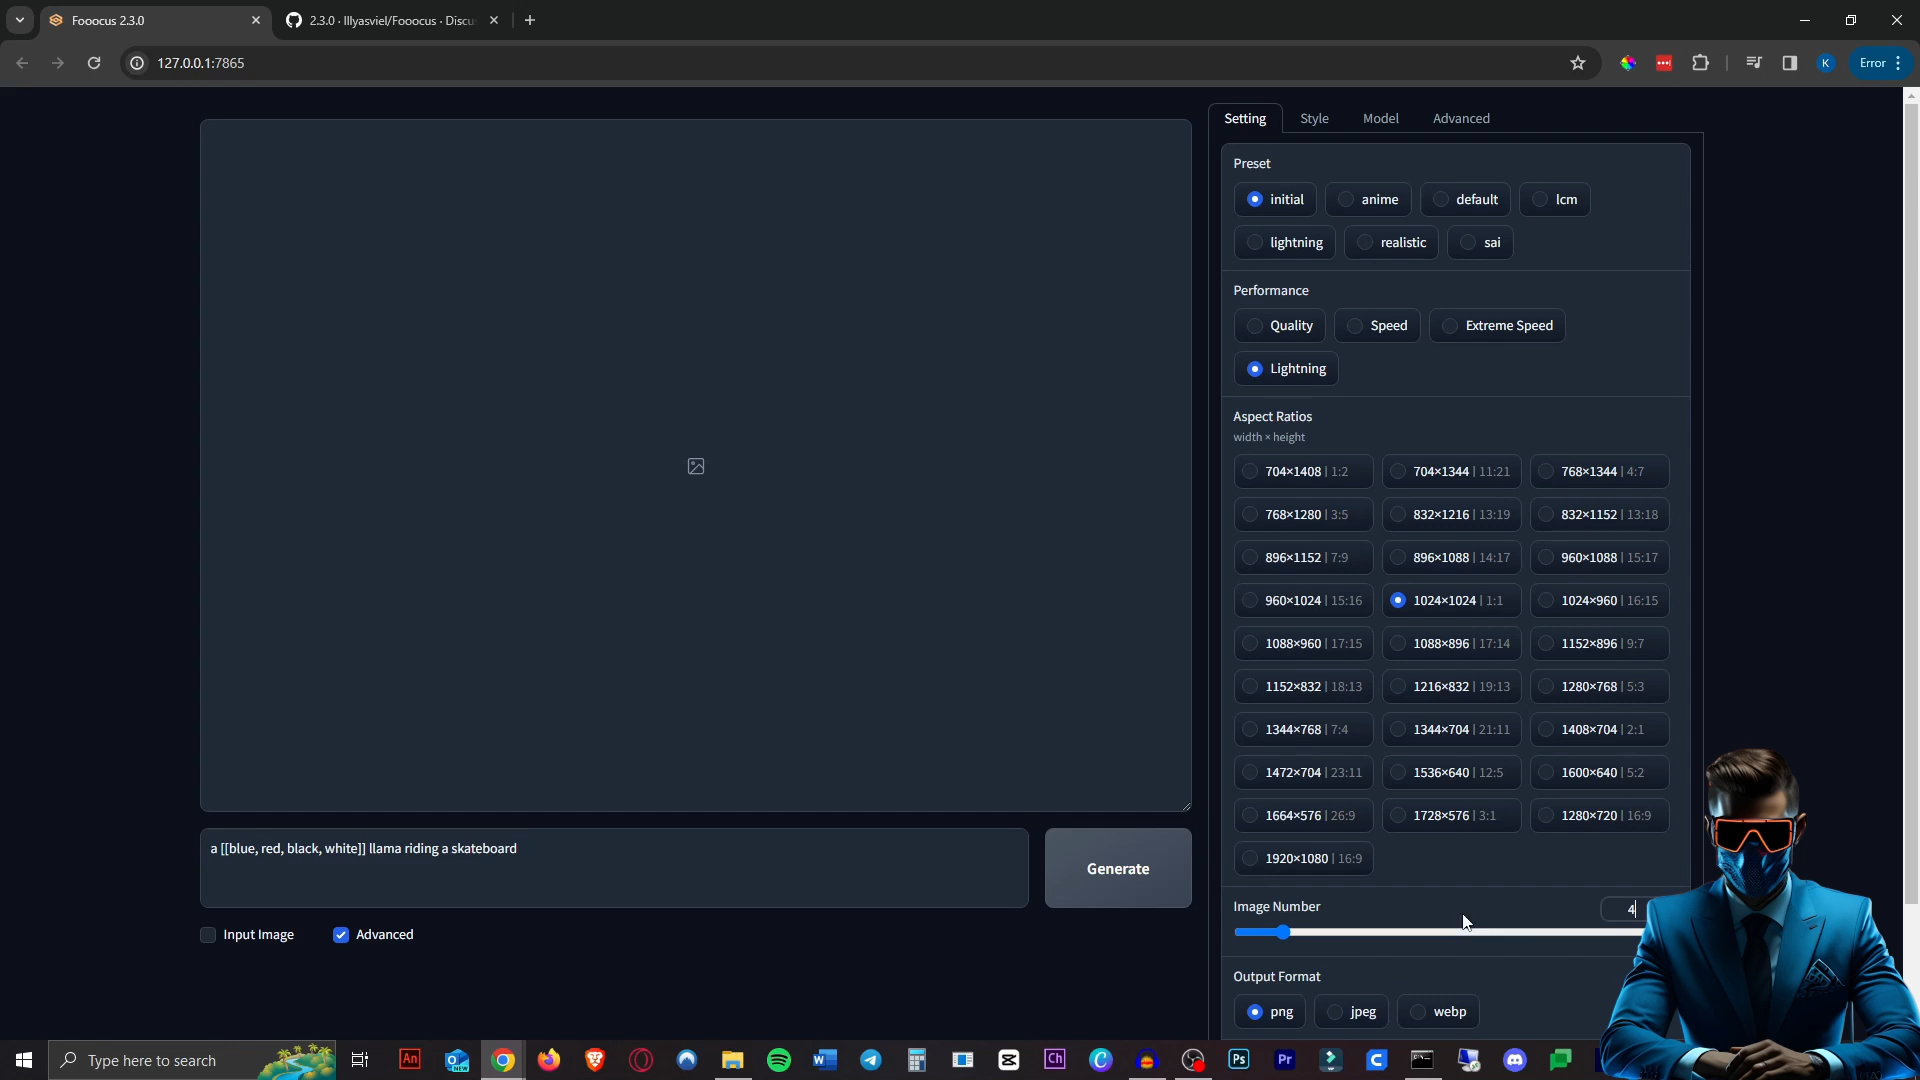 Fooocus 2.3.0
2.3.0 · lllyasviel/Fooocus · Discu
127.0.0.1:7865
K
Error
Setting
Style
Model
Advanced
Preset
initial
anime
default
lcm
lightning
realistic
sai
Performance
Quality
Speed
Extreme Speed
Lightning
Aspect Ratios
width × height
704×1408 | 1:2
704×1344 | 11:21
768×1344 | 4:7
768×1280 | 3:5
832×1216 | 13:19
832×1152 | 13:18
896×1152 | 7:9
896×1088 | 14:17
960×1088 | 15:17
960×1024 | 15:16
1024×1024 | 1:1
1024×960 | 16:15
1088×960 | 17:15
1088×896 | 17:14
1152×896 | 9:7
1152×832 | 18:13
1216×832 | 19:13
1280×768 | 5:3
1344×768 | 7:4
1344×704 | 21:11
1408×704 | 2:1
1472×704 | 23:11
1536×640 | 12:5
1600×640 | 5:2
1664×576 | 26:9
1728×576 | 3:1
1280×720 | 16:9
1920×1080 | 16:9
a [[blue, red, black, white]] llama riding a skateboard
Generate
Input Image
Advanced
Image Number
4
Output Format
png
jpeg
webp
Type here to search
An
NEW
W
Ch
C
Ps
Pr
C